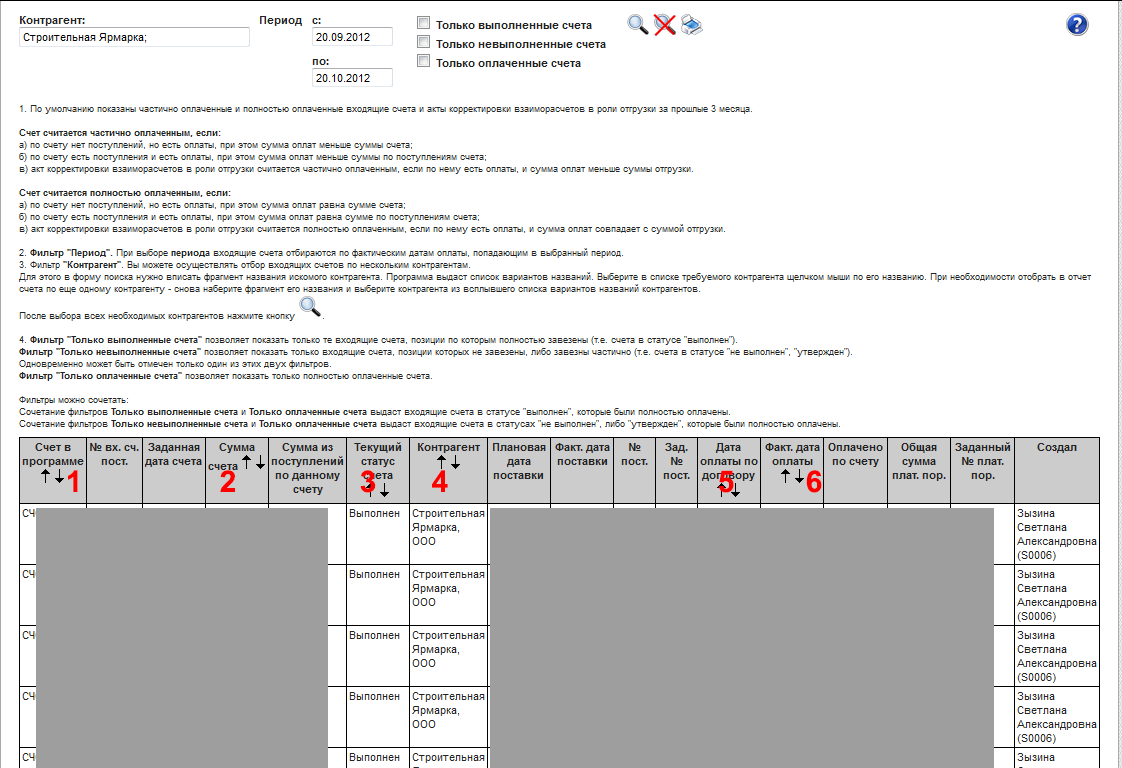 Контрагент:
Строительная Ярмарка;
Период с:
20.09.2012
по:
20.10.2012
Только выполненные счета
Только невыполненные счета
Только оплаченные счета
?
1. По умолчанию показаны частично оплаченные и полностью оплаченные входящие счета и акты корректировки взаиморасчетов в роли отгрузки за прошлые 3 месяца.
Счет считается частично оплаченным, если:
а) по счету нет поступлений, но есть оплаты, при этом сумма оплат меньше суммы счета;
б) по счету есть поступления и есть оплаты, при этом сумма оплат меньше суммы по поступлениям счета;
в) акт корректировки взаиморасчетов в роли отгрузки считается частично оплаченным, если по нему есть оплаты, и сумма оплат меньше суммы отгрузки.
Счет считается полностью оплаченным, если:
а) по счету нет поступлений, но есть оплаты, при этом сумма оплат равна сумме счета;
б) по счету есть поступления и есть оплаты, при этом сумма оплат равна сумме по поступлениям счета;
в) акт корректировки взаиморасчетов в роли отгрузки считается полностью оплаченным, если по нему есть оплаты, и сумма оплат совпадает с суммой отгрузки.
2. Фильтр "Период". При выборе периода входящие счета отбираются по фактическим датам оплаты, попадающим в выбранный период.
3. Фильтр "Контрагент". Вы можете осуществлять отбор входящих счетов по нескольким контрагентам.
Для этого в форму поиска нужно вписать фрагмент названия искомого контрагента. Программа выдаст список вариантов названий. Выберите в списке требуемого контрагента щелчком мыши по его названию. При необходимости отобрать в отчет
счета по еще одному контрагенту - снова наберите фрагмент его названия и выберите контрагента из всплывшего списка вариантов названий контрагентов.
После выбора всех необходимых контрагентов нажмите кнопку .
4. Фильтр "Только выполненные счета" позволяет показать только те входящие счета, позиции по которым полностью завезены (т.е. счета в статусе "выполнен").
Фильтр "Только невыполненные счета" позволяет показать только входящие счета, позиции которых не завезены, либо завезны частично (т.е. счета в статусе "не выполнен", "утвержден").
Одновременно может быть отмечен только один из этих двух фильтров.
Фильтр "Только оплаченные счета" позволяет показать только полностью оплаченные счета.
Фильтры можно сочетать:
Сочетание фильтров Только выполненные счета и Только оплаченные счета выдаст входящие счета в статусе "выполнен", которые были полностью оплачены.
Сочетание фильтров Только невыполненные счета и Только оплаченные счета выдаст входящие счета в статусах "не выполнен", либо "утвержден", которые были полностью оплачены.
Счет в
программе
1
№ вх. сч.
пост.
Заданная
дата счета
Сумма
счета
2
Сумма из
поступлений
по данному
счету
Текущий
статус
счета
3
Контрагент
4
Плановая
дата
поставки
Факт. дата
поставки
№
пост.
Зад.
№
пост.
Дата
оплаты по
договору
5
Факт. дата
оплаты
6
Оплачено
по счету
Общая
сумма
плат. пор.
Заданный
№ плат.
пор.
Создал
СЧ
Выполнен
Строительная
Ярмарка,
ООО
Зызина
Светлана
Александровна
(S0006)
СЧ
Выполнен
Строительная
Ярмарка,
ООО
Зызина
Светлана
Александровна
(S0006)
СЧ
Выполнен
Строительная
Ярмарка,
ООО
Зызина
Светлана
Александровна
(S0006)
СЧ
Выполнен
Строительная
Ярмарка,
ООО
Зызина
Светлана
Александровна
(S0006)
СЧ
Выполнен
Строительная
Зызина